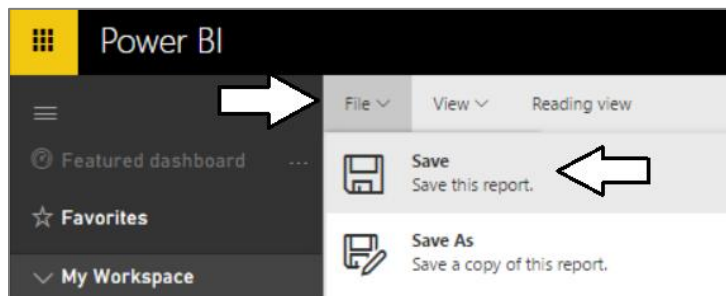 Power BI
File View Reading view
Featured dashboard ...
Favorites
My Workspace
Save
Save this report.
Save As
Save a copy of this report.